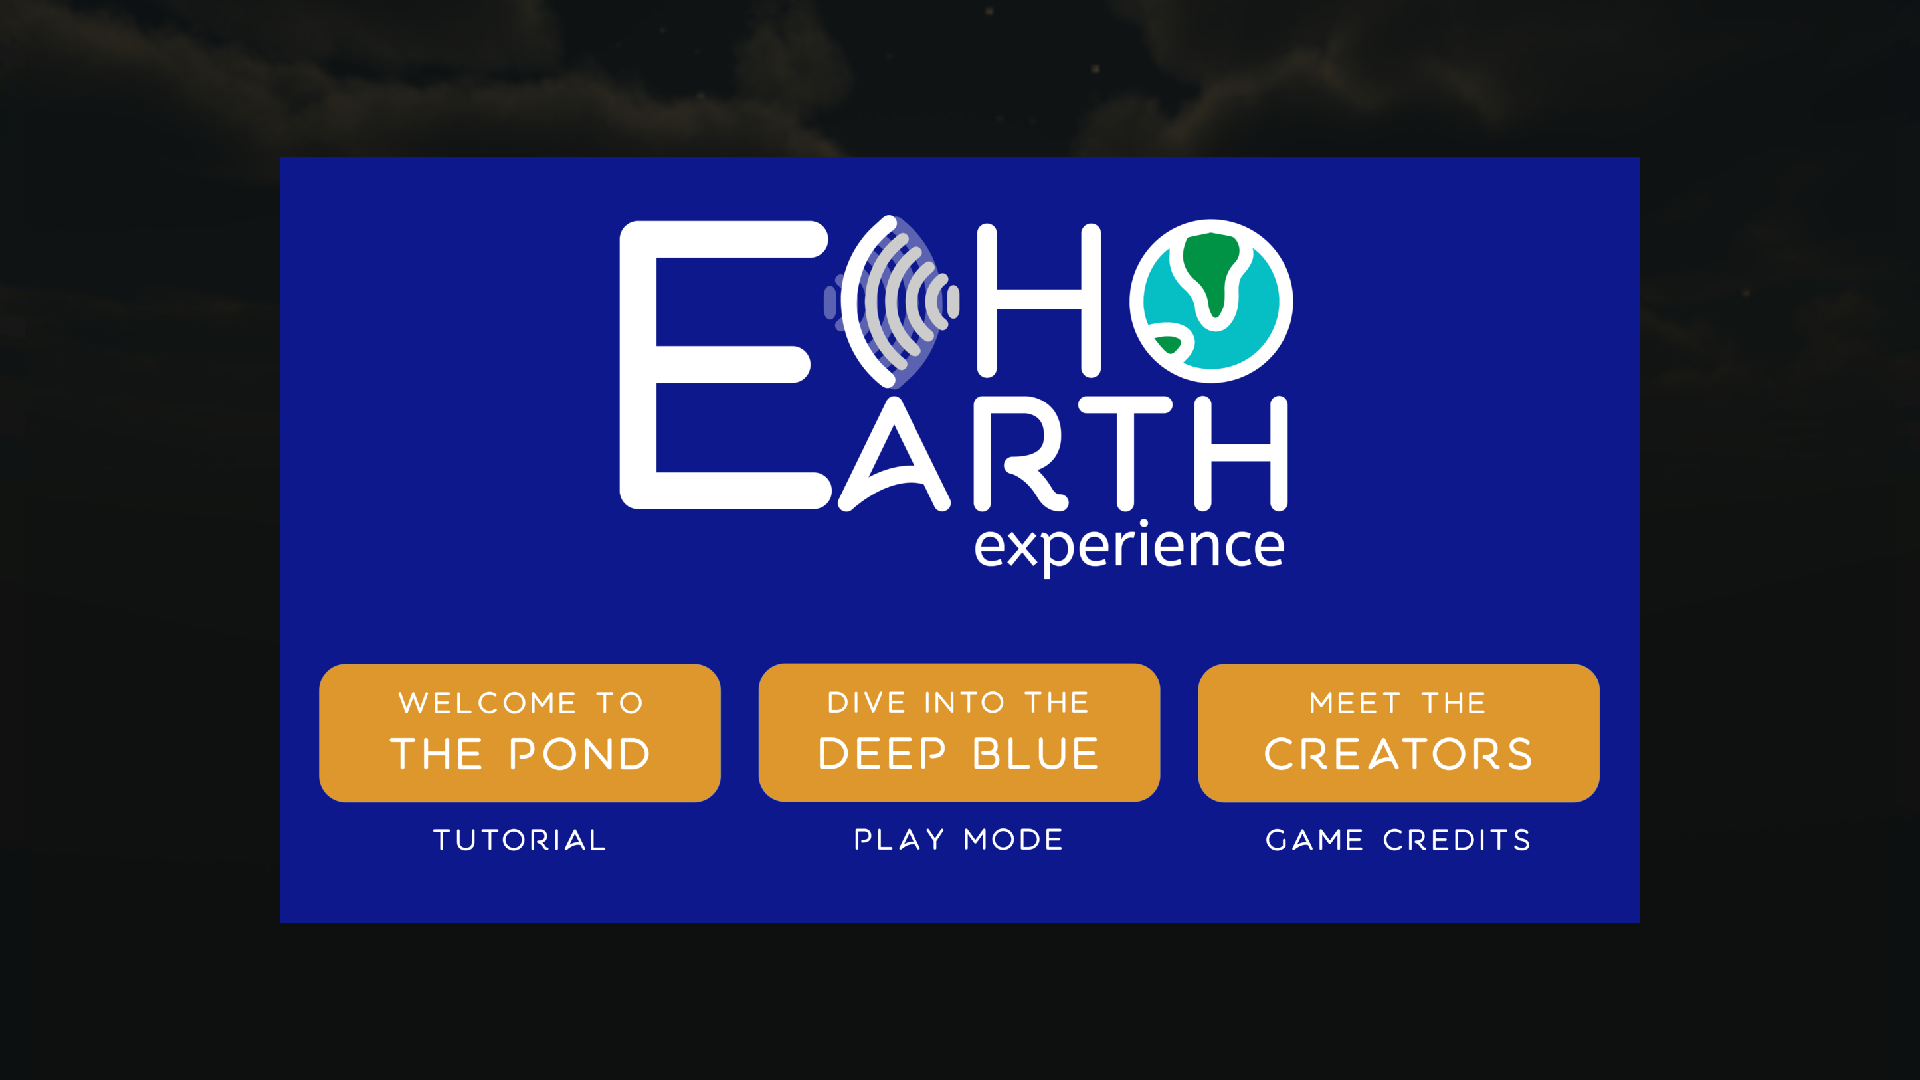 ECHO
EARTH
experience
WELCOME TO
THE POND
TUTORIAL
DIVE INTO THE
DEEP BLUE
PLAY MODE
MEET THE
CREATORS
GAME CREDITS